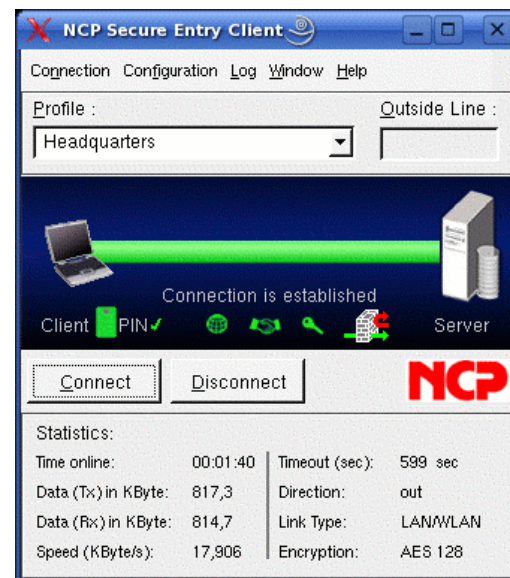 NCP Secure Entry Client
Connection Configuration Log Window Help
Profile : Outside Line :
Headquarters
Connection is established
Client PIN Server
Connect Disconnect NCP
Statistics:
Time online: 00:01:40 Timeout (sec): 599 sec
Data (Tx) in KByte: 817,3 Direction: out
Data (Rx) in KByte: 814,7 Link Type: LAN/WLAN
Speed (KByte/s): 17,906 Encryption: AES 128